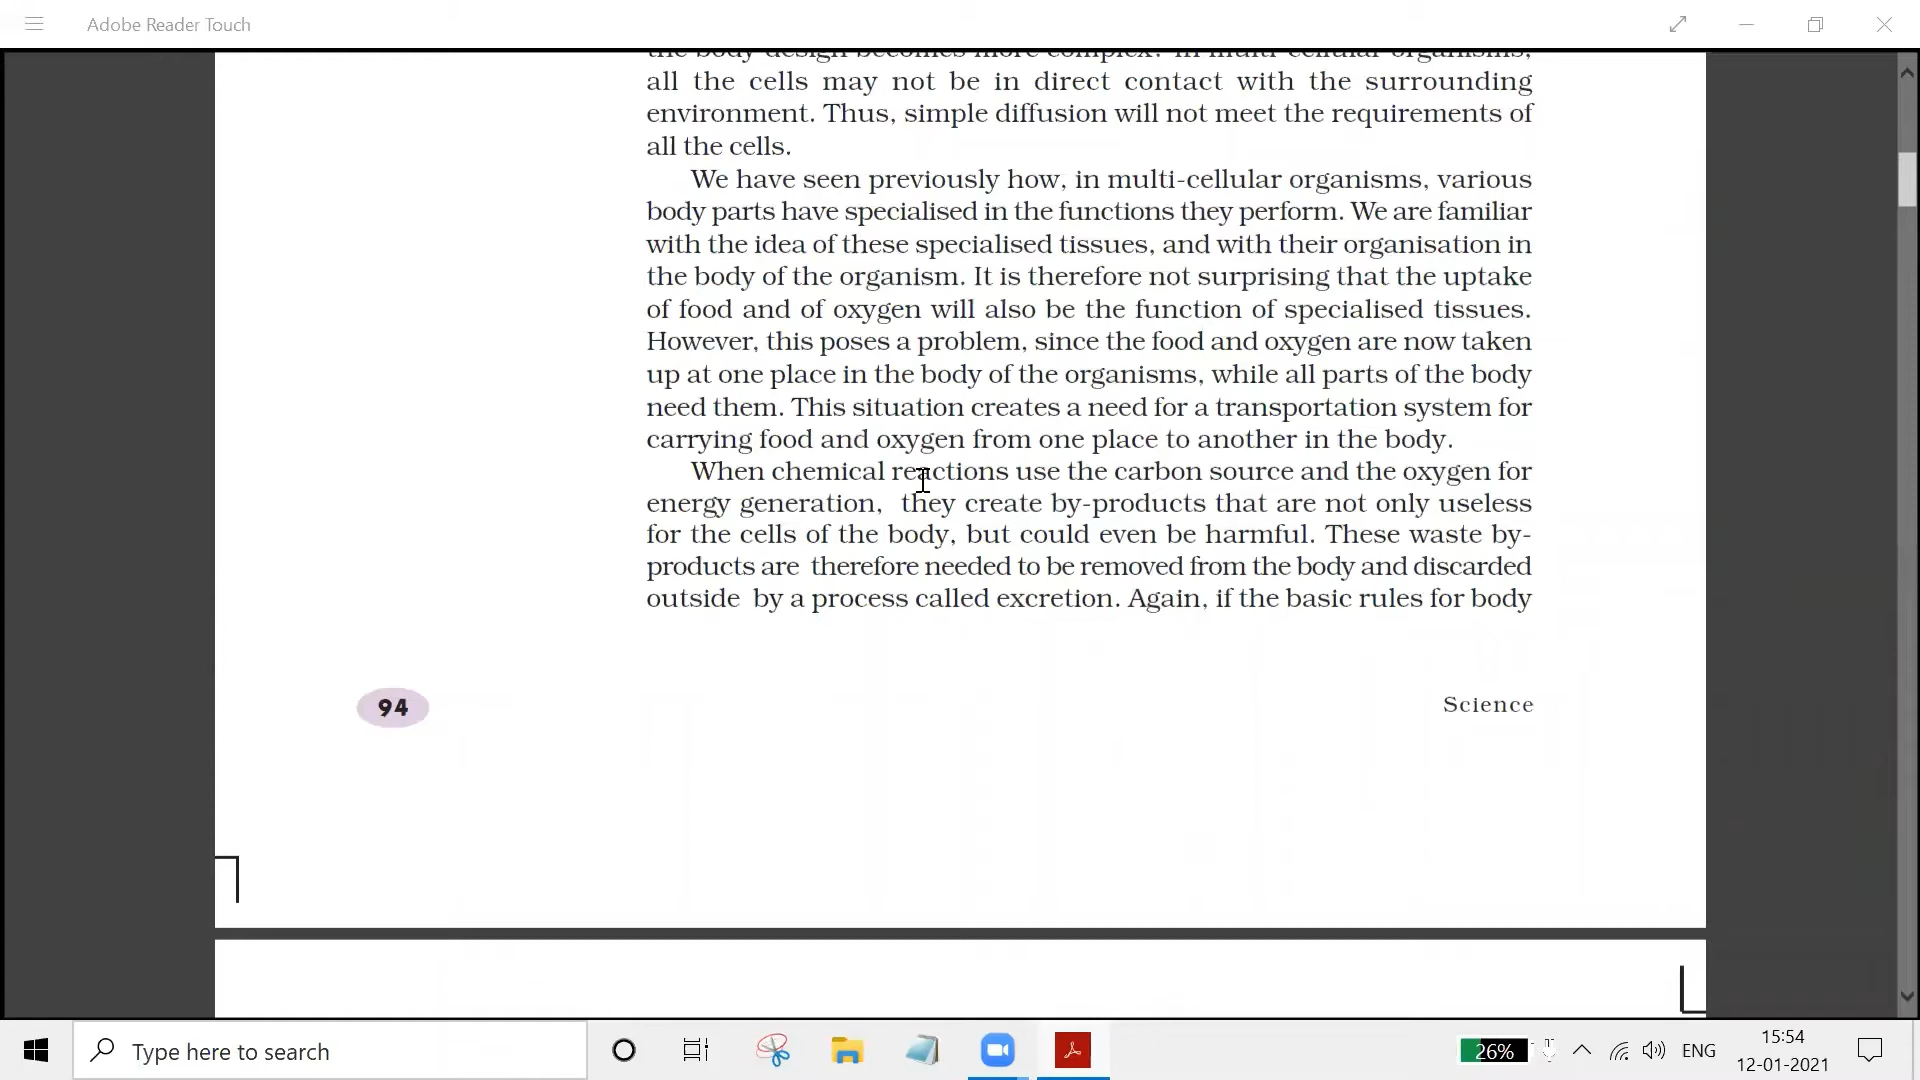 Adobe Reader Touch
the body design becomes more complex? In multi-cellular organisms,
all the cells may not be in direct contact with the surrounding
environment. Thus, simple diffusion will not meet the requirements of
all the cells.
We have seen previously how, in multi-cellular organisms, various
body parts have specialised in the functions they perform. We are familiar
with the idea of these specialised tissues, and with their organisation in
the body of the organism. It is therefore not surprising that the uptake
of food and of oxygen will also be the function of specialised tissues.
However, this poses a problem, since the food and oxygen are now taken
up at one place in the body of the organisms, while all parts of the body
need them. This situation creates a need for a transportation system for
carrying food and oxygen from one place to another in the body.
When chemical reactions use the carbon source and the oxygen for
energy generation, they create by-products that are not only useless
for the cells of the body, but could even be harmful. These waste by-
products are therefore needed to be removed from the body and discarded
outside by a process called excretion. Again, if the basic rules for body
94
Science
Type here to search
26%
ENG
15:54
12-01-2021